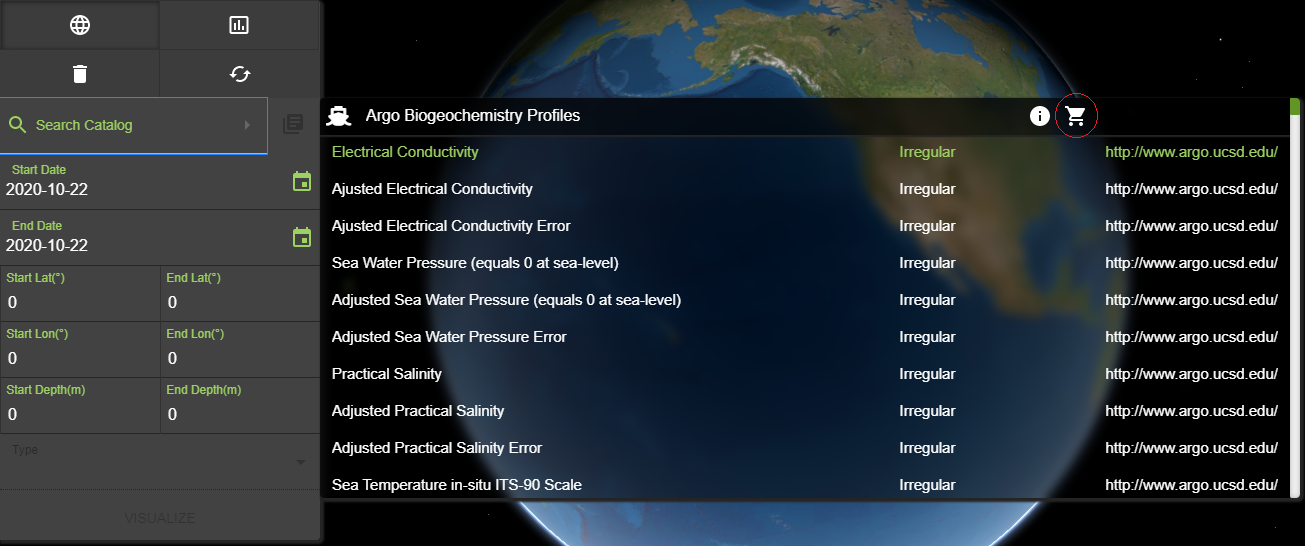 Search Catalog
Start Date
2020-10-22
End Date
2020-10-22
Start Lat(°) End Lat(°)
0 0
Start Lon(°) End Lon(°)
0 0
Start Depth(m) End Depth(m)
0 0
Type
VISUALIZE
Argo Biogeochemistry Profiles
Electrical Conductivity Irregular http://www.argo.ucsd.edu/
Ajusted Electrical Conductivity Irregular http://www.argo.ucsd.edu/
Ajusted Electrical Conductivity Error Irregular http://www.argo.ucsd.edu/
Sea Water Pressure (equals 0 at sea-level) Irregular http://www.argo.ucsd.edu/
Adjusted Sea Water Pressure (equals 0 at sea-level) Irregular http://www.argo.ucsd.edu/
Adjusted Sea Water Pressure Error Irregular http://www.argo.ucsd.edu/
Practical Salinity Irregular http://www.argo.ucsd.edu/
Adjusted Practical Salinity Irregular http://www.argo.ucsd.edu/
Adjusted Practical Salinity Error Irregular http://www.argo.ucsd.edu/
Sea Temperature in-situ ITS-90 Scale Irregular http://www.argo.ucsd.edu/